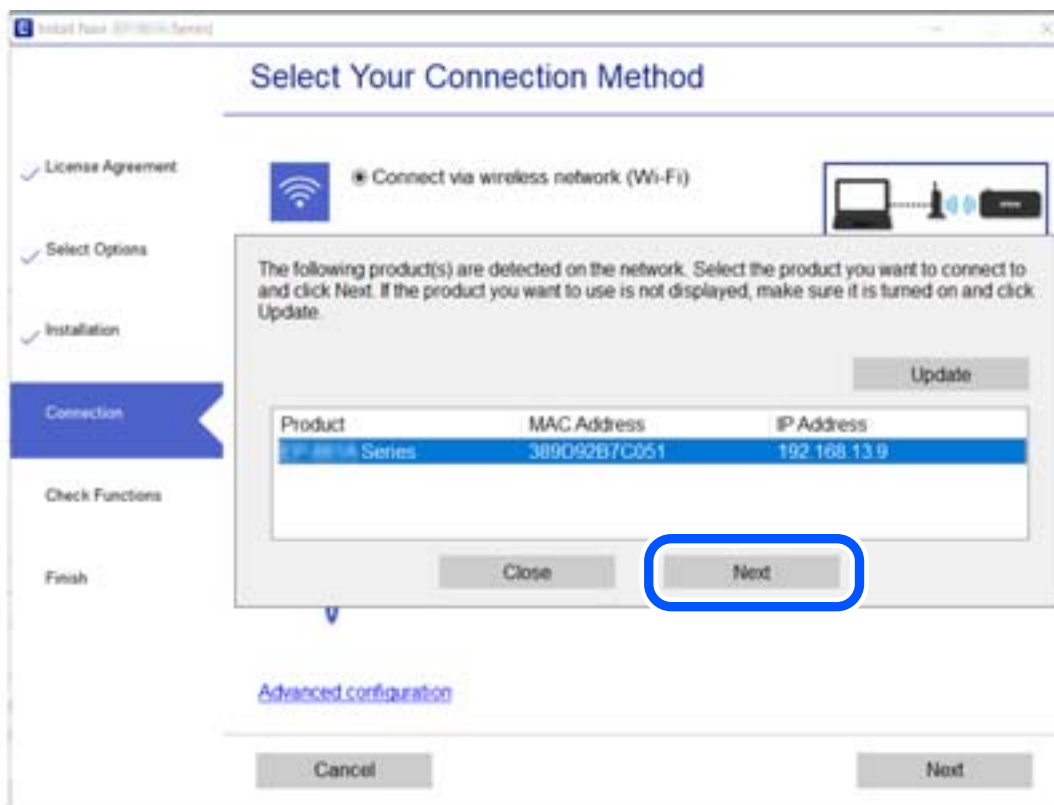 Select Your Connection Method
License Agreement
Select Options
Installation
Connection
Check Functions
Finish
Connect via wireless network (Wi-Fi)
The following product(s) are detected on the network. Select the product you want to connect to
and click Next. If the product you want to use is not displayed, make sure it is turned on and click
Update.
Update
Product MAC Address IP Address
Series 389D92B7C051 192.168.13.9
Close Next
Advanced configuration
Cancel Next